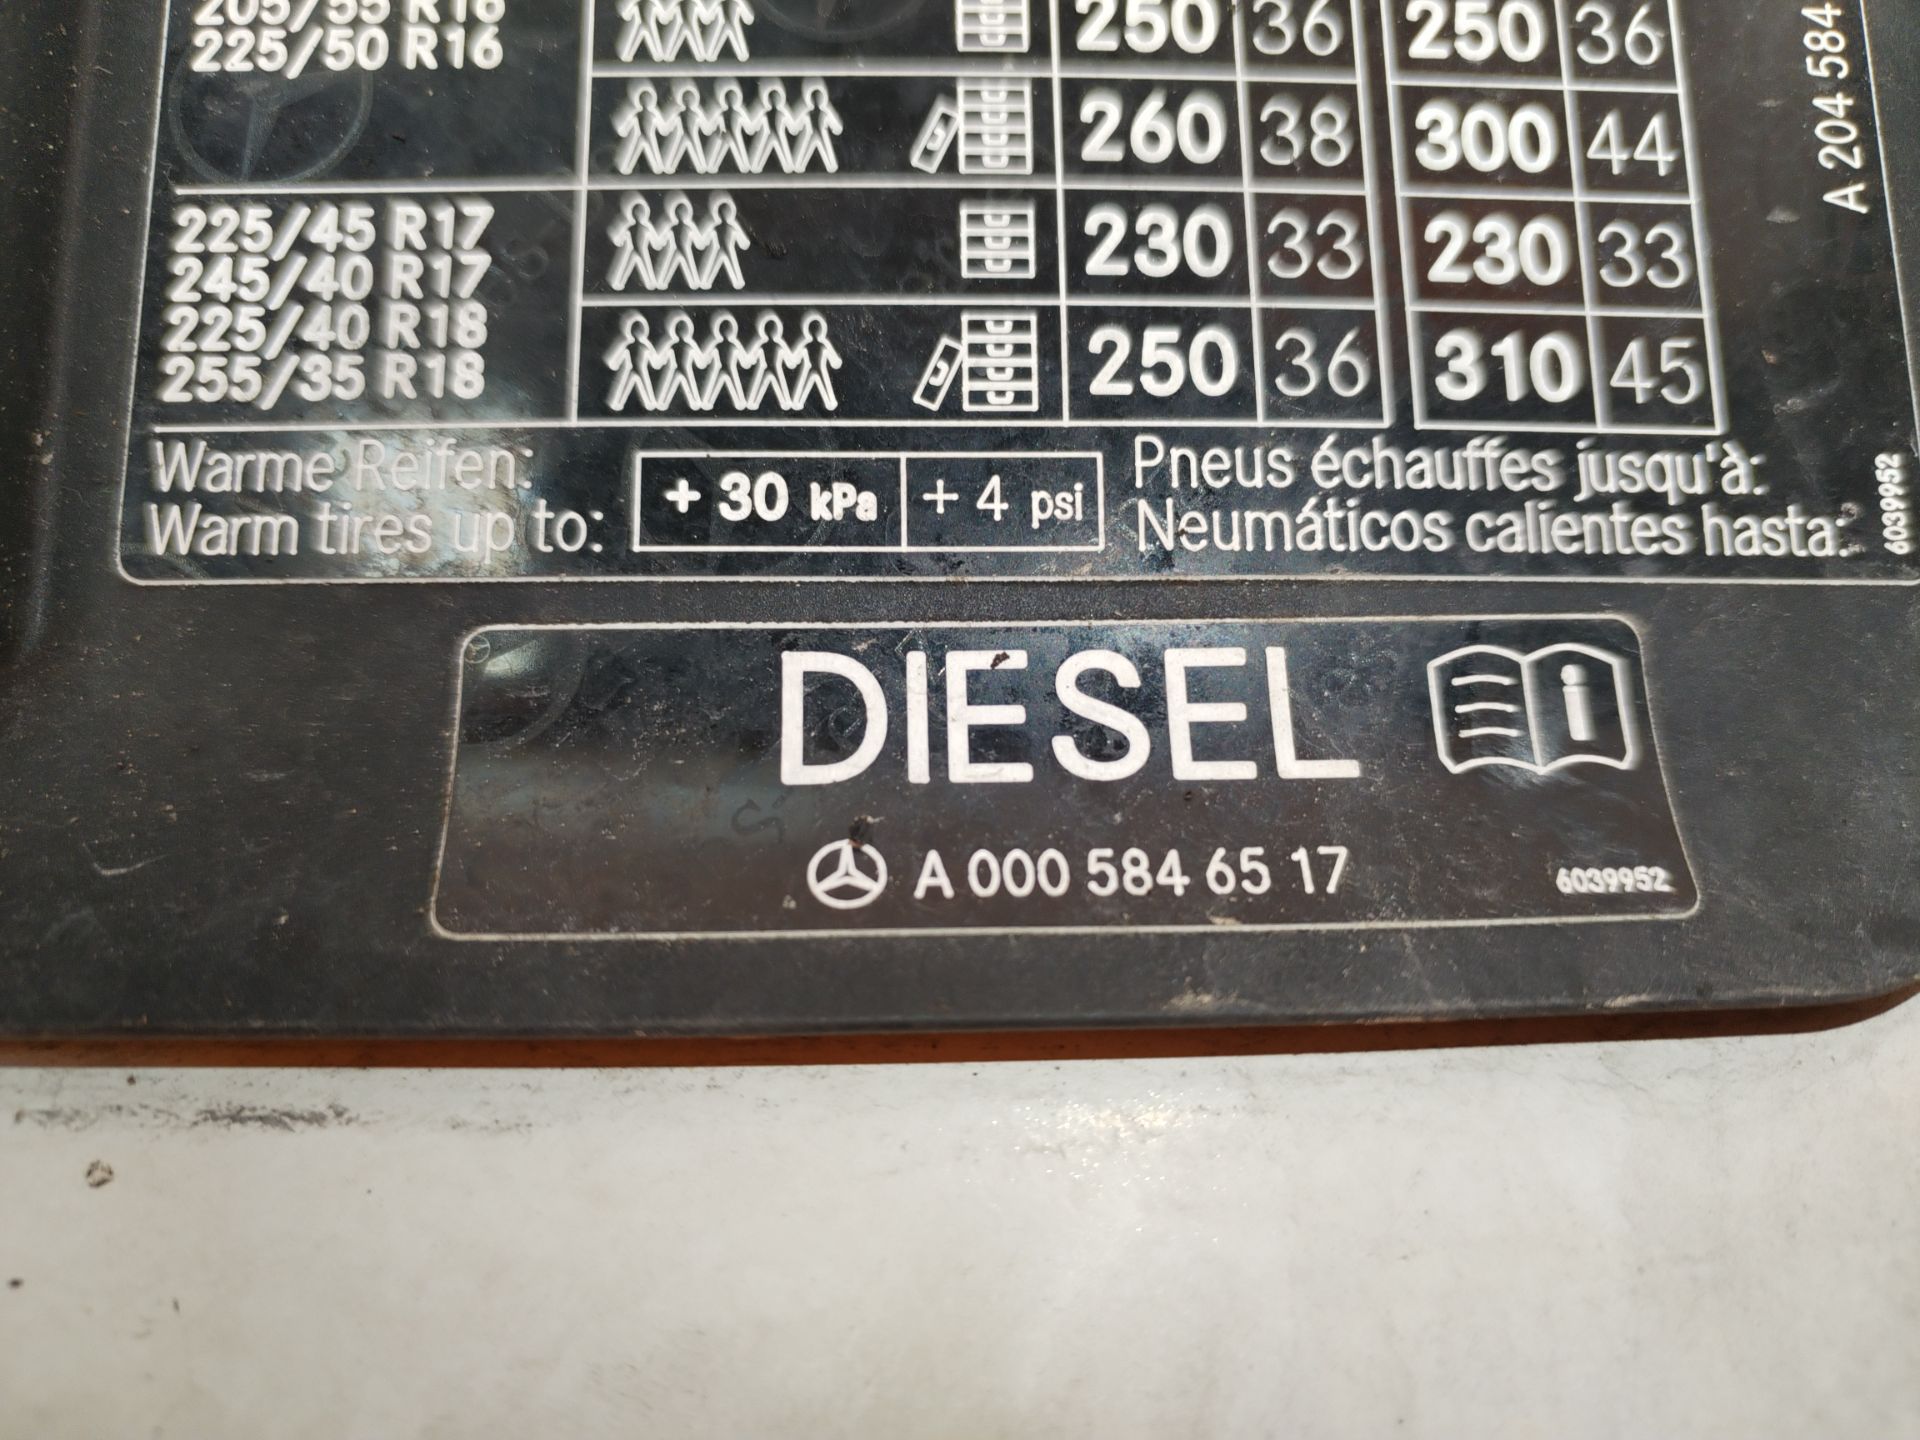 205/55 R16
225/50 R16
250 36 250 36
260 38 300 44
225/45 R17
245/40 R17
225/40 R18
255/35 R18
230 33 230 33
250 36 310 45
A 204 584
Warme Reifen:
Warm tires up to:
+ 30 kPa + 4 psi
Pneus échauffes jusqu'à:
Neumáticos calientes hasta:
6039952
DIESEL
i
A 000 584 65 17
6039952